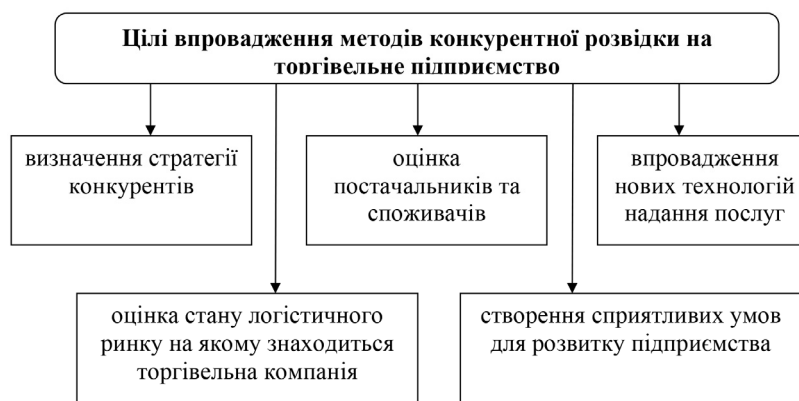 Цілі впровадження методів конкурентної розвідки на
торгівельне підприємство
визначення стратегії
конкурентів
оцінка
постачальників та
споживачів
впровадження
нових технологій
надання послуг
оцінка стану логістичного
ринку на якому знаходиться
торгівельна компанія
створення сприятливих умов
для розвитку підприємства